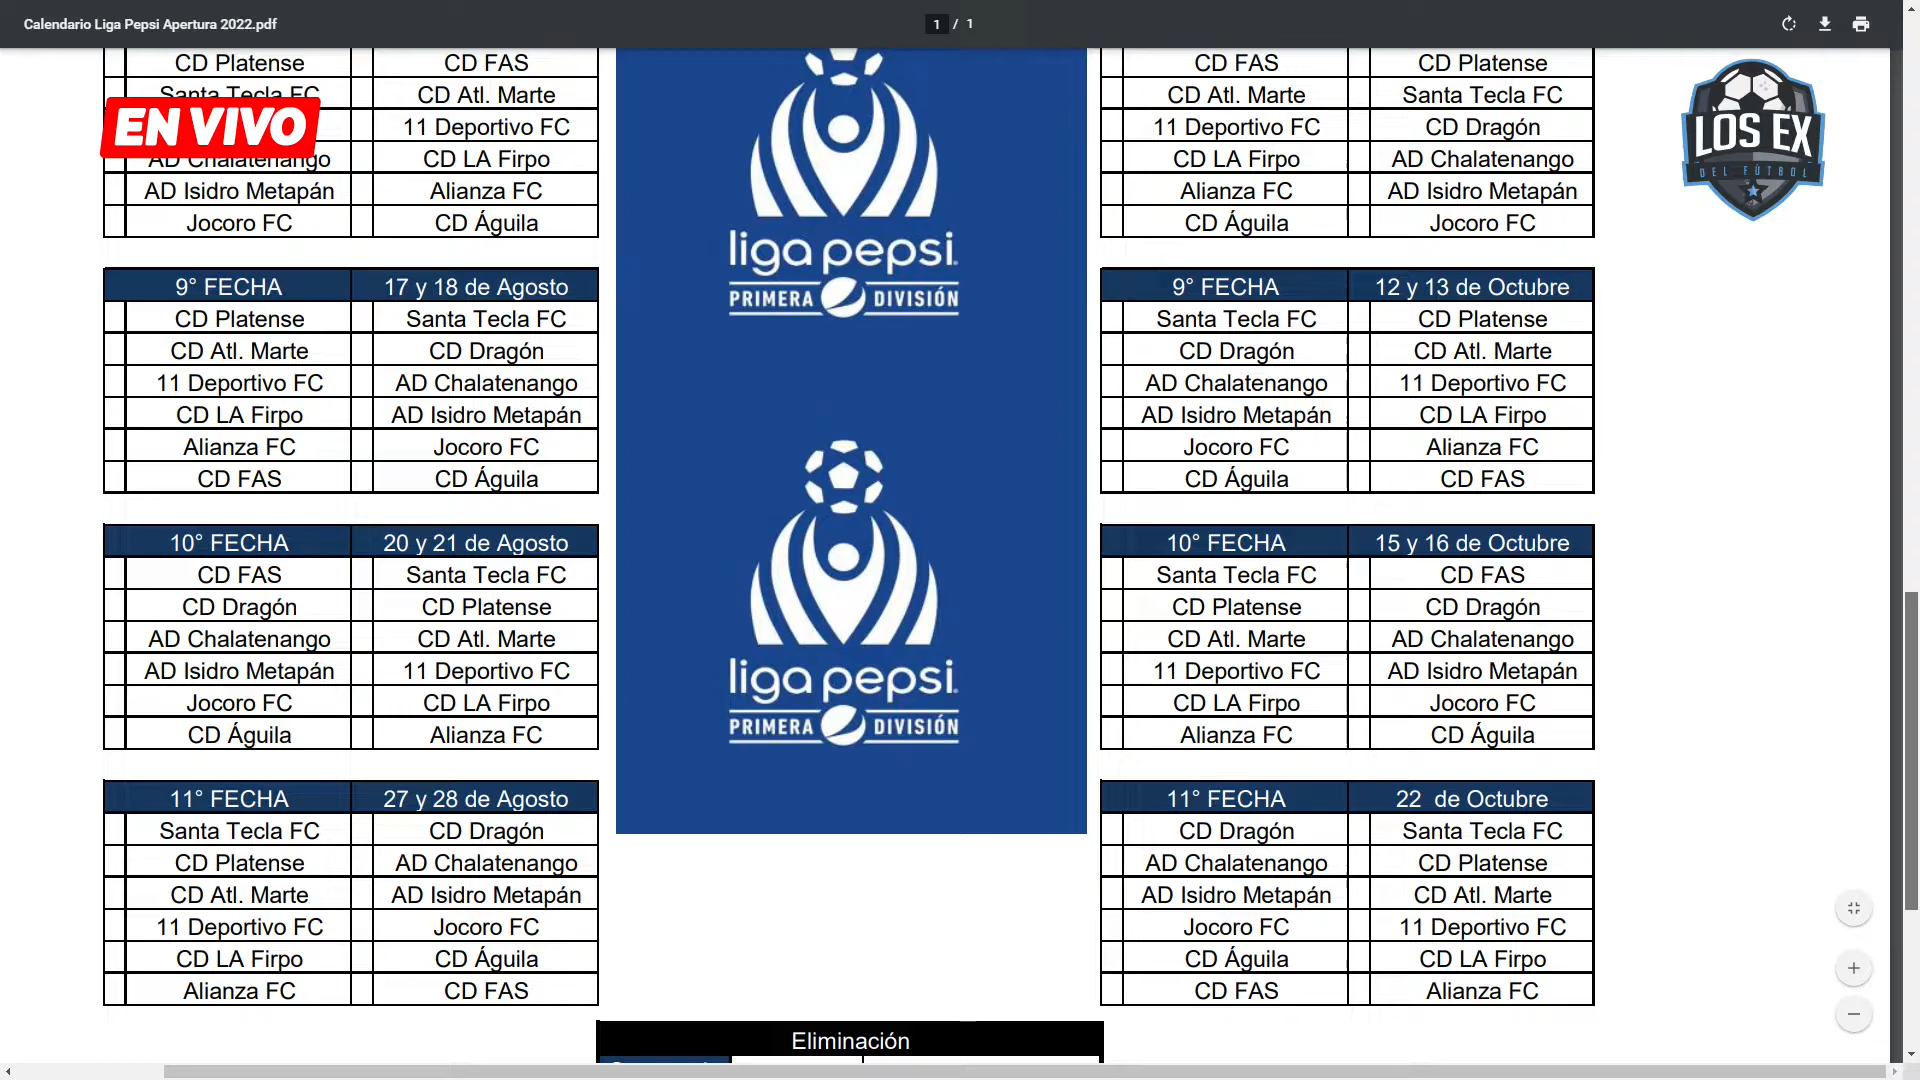 Calendario Liga Pepsi Apertura 2022.pdf
1 / 1
CD Platense CD FAS
Santa Tecla FC CD Atl. Marte
EN VIVO
11 Deportivo FC
AD Chalatenango CD LA Firpo
AD Isidro Metapán Alianza FC
Jocoro FC CD Águila
9° FECHA 17 y 18 de Agosto
CD Platense Santa Tecla FC
CD Atl. Marte CD Dragón
11 Deportivo FC AD Chalatenango
CD LA Firpo AD Isidro Metapán
Alianza FC Jocoro FC
CD FAS CD Águila
10° FECHA 20 y 21 de Agosto
CD FAS Santa Tecla FC
CD Dragón CD Platense
AD Chalatenango CD Atl. Marte
AD Isidro Metapán 11 Deportivo FC
Jocoro FC CD LA Firpo
CD Águila Alianza FC
11° FECHA 27 y 28 de Agosto
Santa Tecla FC CD Dragón
CD Platense AD Chalatenango
CD Atl. Marte AD Isidro Metapán
11 Deportivo FC Jocoro FC
CD LA Firpo CD Águila
Alianza FC CD FAS
liga pepsi.
PRIMERA DIVISIÓN
liga pepsi.
PRIMERA DIVISIÓN
CD FAS CD Platense
CD Atl. Marte Santa Tecla FC
11 Deportivo FC CD Dragón
CD LA Firpo AD Chalatenango
Alianza FC AD Isidro Metapán
CD Águila Jocoro FC
9° FECHA 12 y 13 de Octubre
Santa Tecla FC CD Platense
CD Dragón CD Atl. Marte
AD Chalatenango 11 Deportivo FC
AD Isidro Metapán CD LA Firpo
Jocoro FC Alianza FC
CD Águila CD FAS
10° FECHA 15 y 16 de Octubre
Santa Tecla FC CD FAS
CD Platense CD Dragón
CD Atl. Marte AD Chalatenango
11 Deportivo FC AD Isidro Metapán
CD LA Firpo Jocoro FC
Alianza FC CD Águila
11° FECHA 22 de Octubre
CD Dragón Santa Tecla FC
AD Chalatenango CD Platense
AD Isidro Metapán CD Atl. Marte
Jocoro FC 11 Deportivo FC
CD Águila CD LA Firpo
CD FAS Alianza FC
LOS EX
DEL FÚTBOL
Eliminación